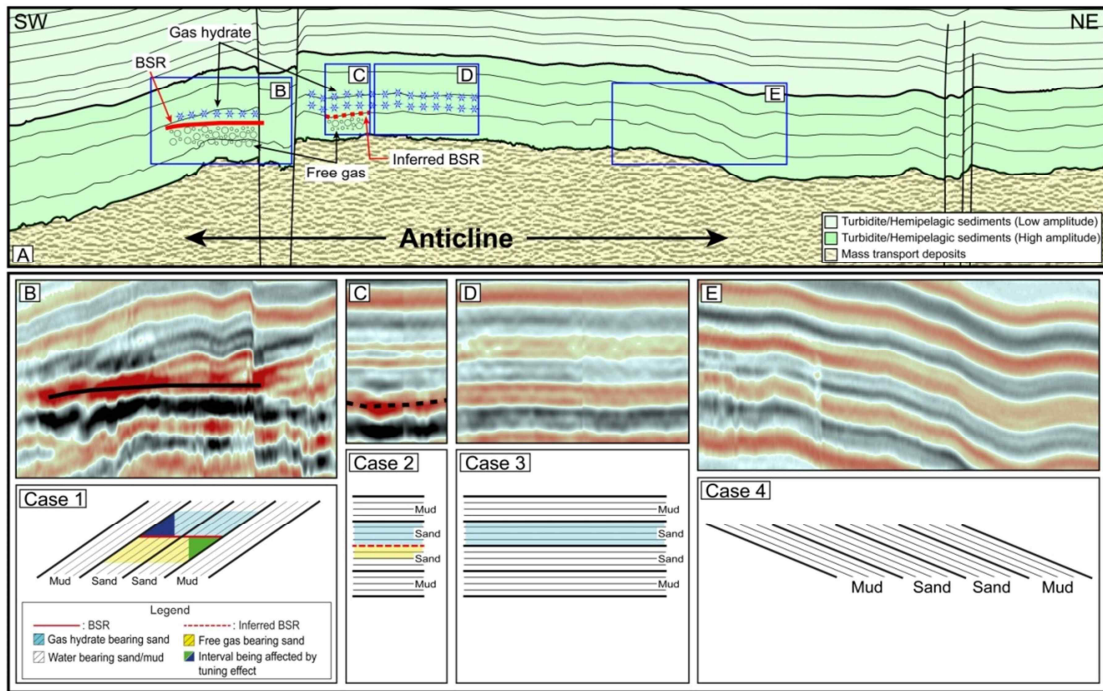 SW
NE
Gas hydrate
BSR
B
C
D
E
Inferred BSR
Free gas
Anticline
A
Turbidite/Hemipelagic sediments (Low amplitude)
Turbidite/Hemipelagic sediments (High amplitude)
Mass transport deposits
B
C
D
E
Case 1
Mud
Sand
Sand
Mud
Legend
: BSR
: Inferred BSR
Gas hydrate bearing sand
Free gas bearing sand
Water bearing sand/mud
Interval being affected by
tuning effect
Case 2
Mud
Sand
Sand
Mud
Case 3
Mud
Sand
Sand
Mud
Case 4
Mud
Sand
Sand
Mud